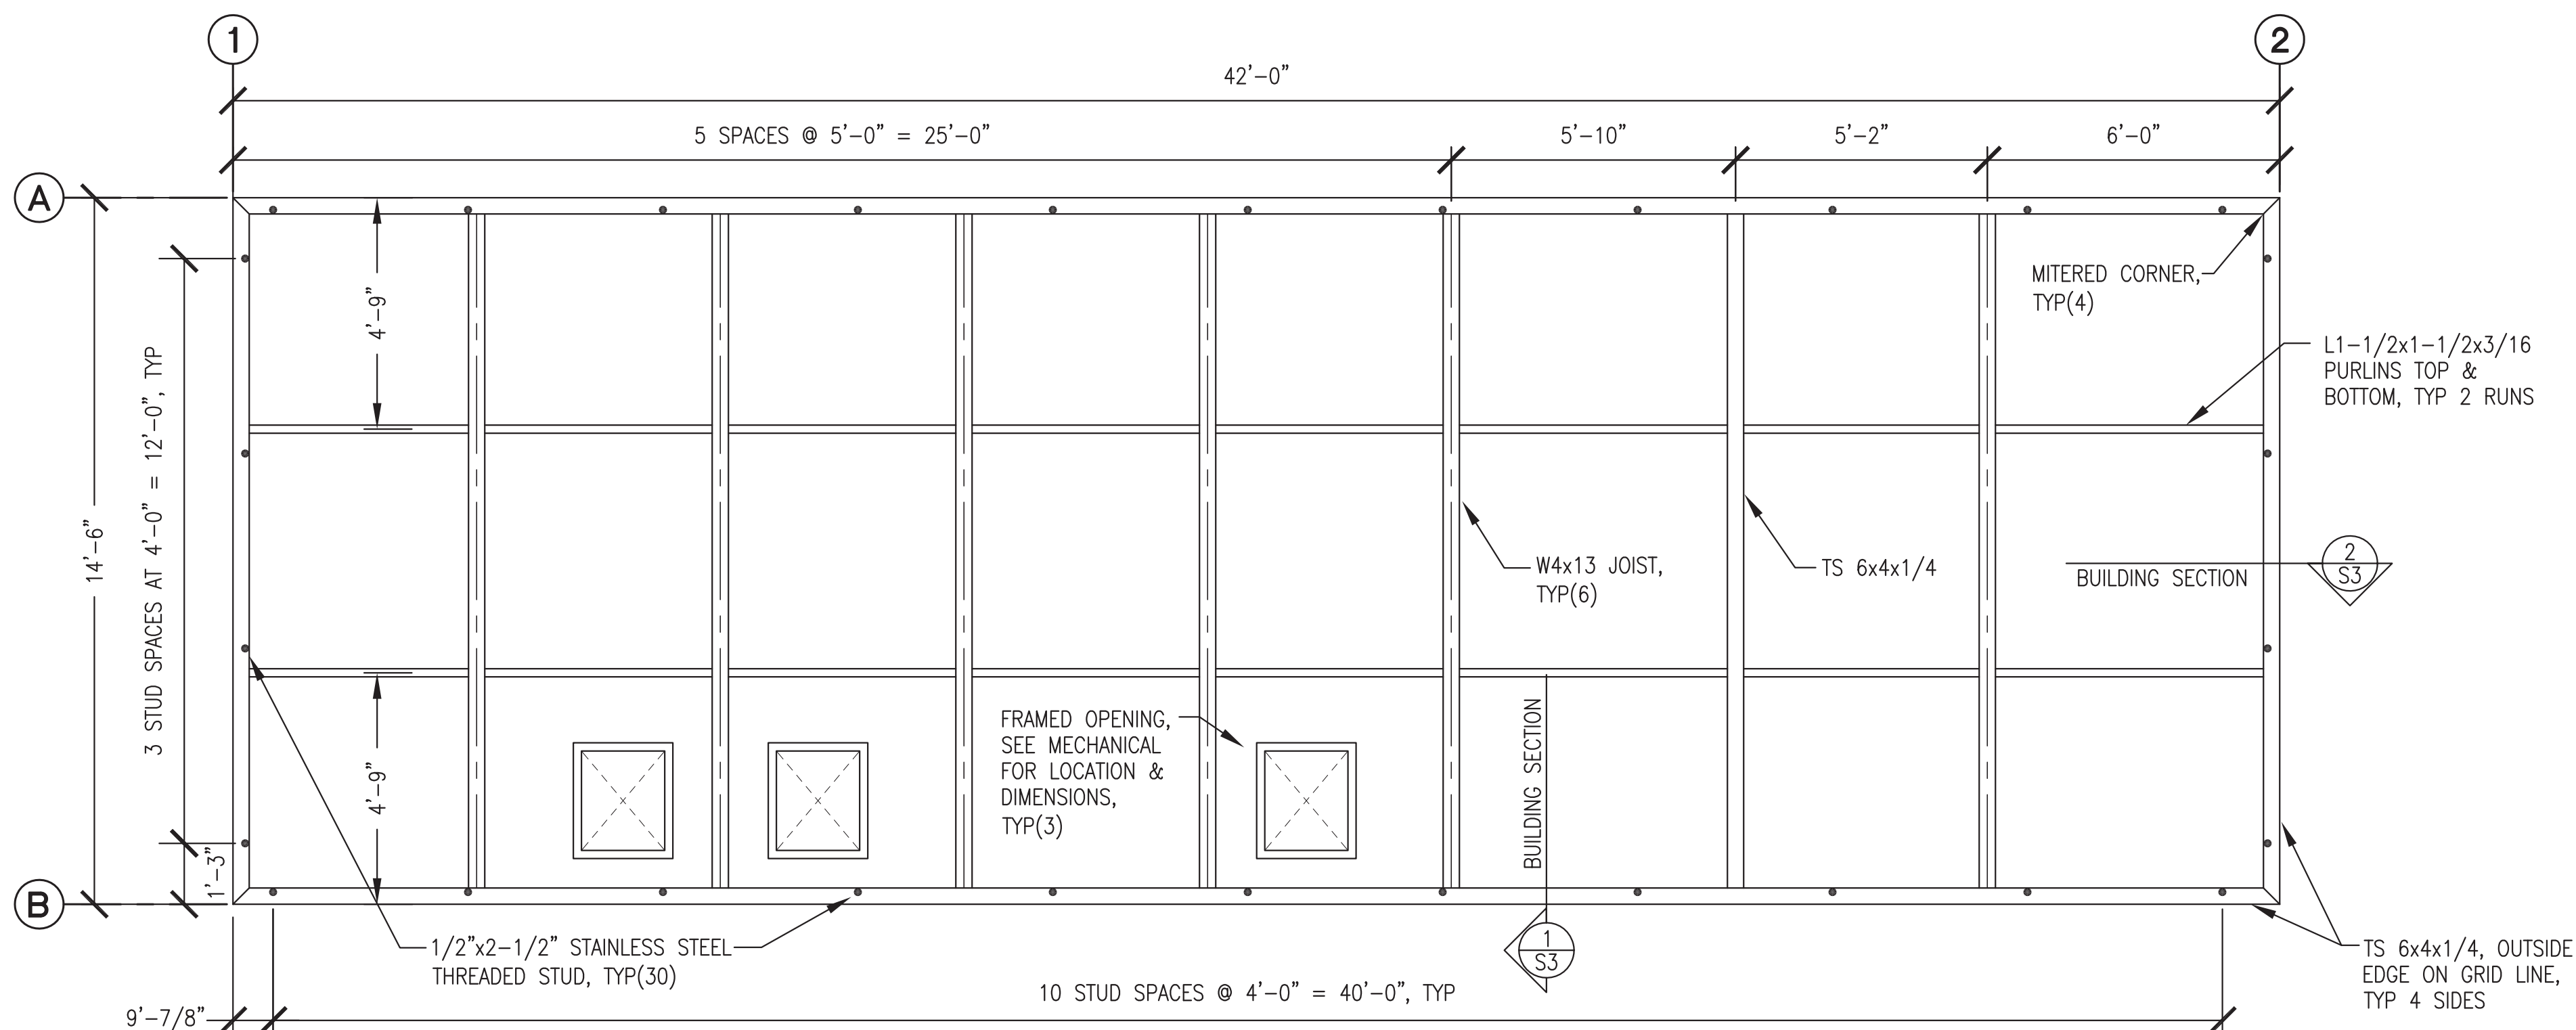 1
2
42'-0"
5 SPACES @ 5'-0" = 25'-0"
5'-10"
5'-2"
6'-0"
A
4'-9"
MITERED CORNER,
TYP(4)
L1-1/2x1-1/2x3/16
PURLINS TOP &
BOTTOM, TYP 2 RUNS
14'-6"
3 STUD SPACES AT 4'-0" = 12'-0", TYP
W4x13 JOIST,
TYP(6)
TS 6x4x1/4
2
S3
BUILDING SECTION
FRAMED OPENING,
SEE MECHANICAL
FOR LOCATION &
DIMENSIONS,
TYP(3)
BUILDING SECTION
4'-9"
1'-3"
B
1/2"x2-1/2" STAINLESS STEEL
THREADED STUD, TYP(30)
1
S3
TS 6x4x1/4, OUTSIDE
EDGE ON GRID LINE,
TYP 4 SIDES
10 STUD SPACES @ 4'-0" = 40'-0", TYP
9'-7/8"